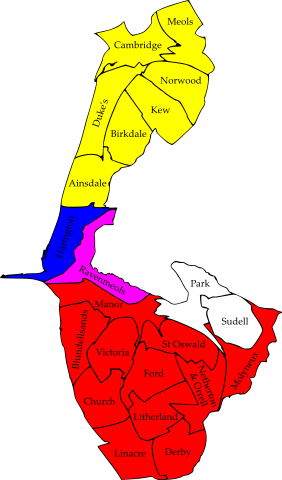 Meols
Cambridge
Norwood
Duke's
Kew
Birkdale
Ainsdale
Harington
Ravenmeols
Park
Manor
Sudell
Blundellsands
Victoria
St Oswald
Ford
Netherton
& Orrell
Molyneux
Church
Litherland
Linacre
Derby